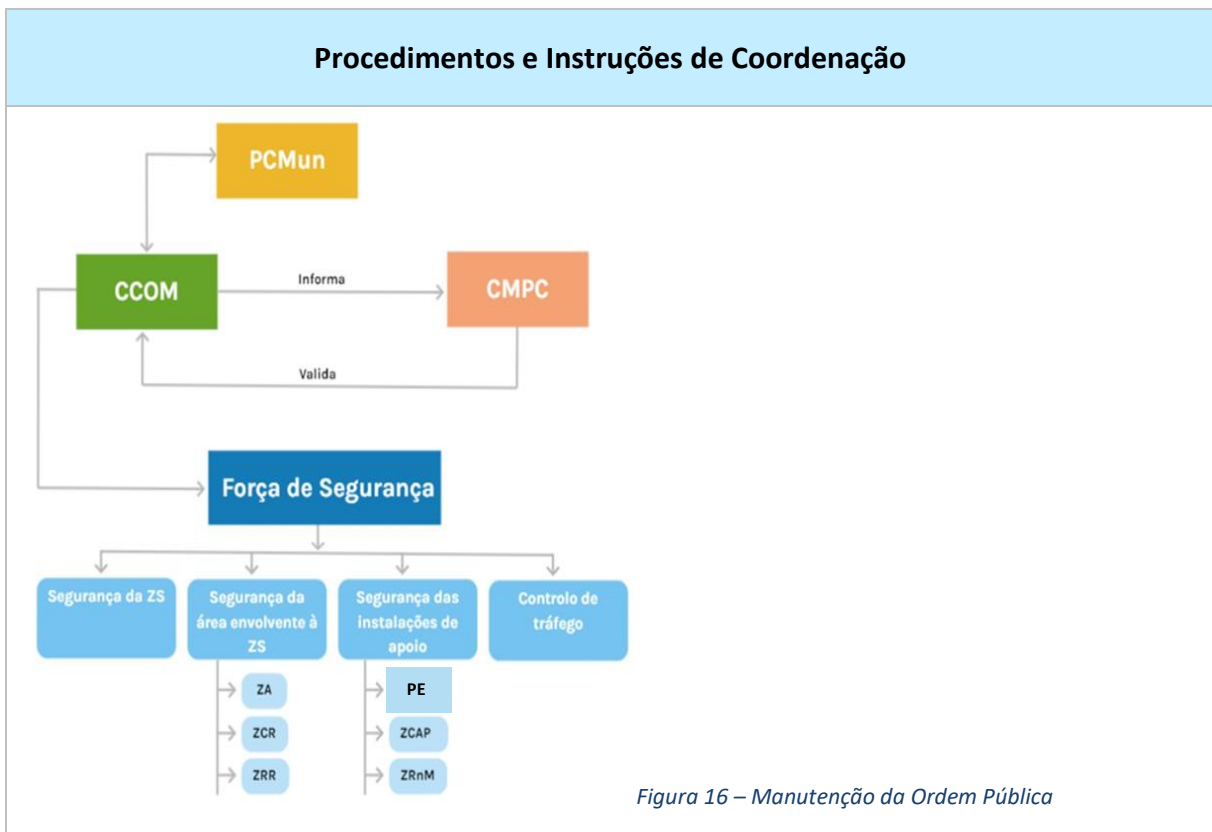 Procedimentos e Instruções de Coordenação
PCMun
CCOM
Informa
CMPC
Valida
Força de Segurança
Segurança da ZS
Segurança da
área envolvente à
ZS
Segurança das
instalações de
apoio
Controlo de
tráfego
ZA
ZCR
ZRR
PE
ZCAP
ZRnM
Figura 16 – Manutenção da Ordem Pública